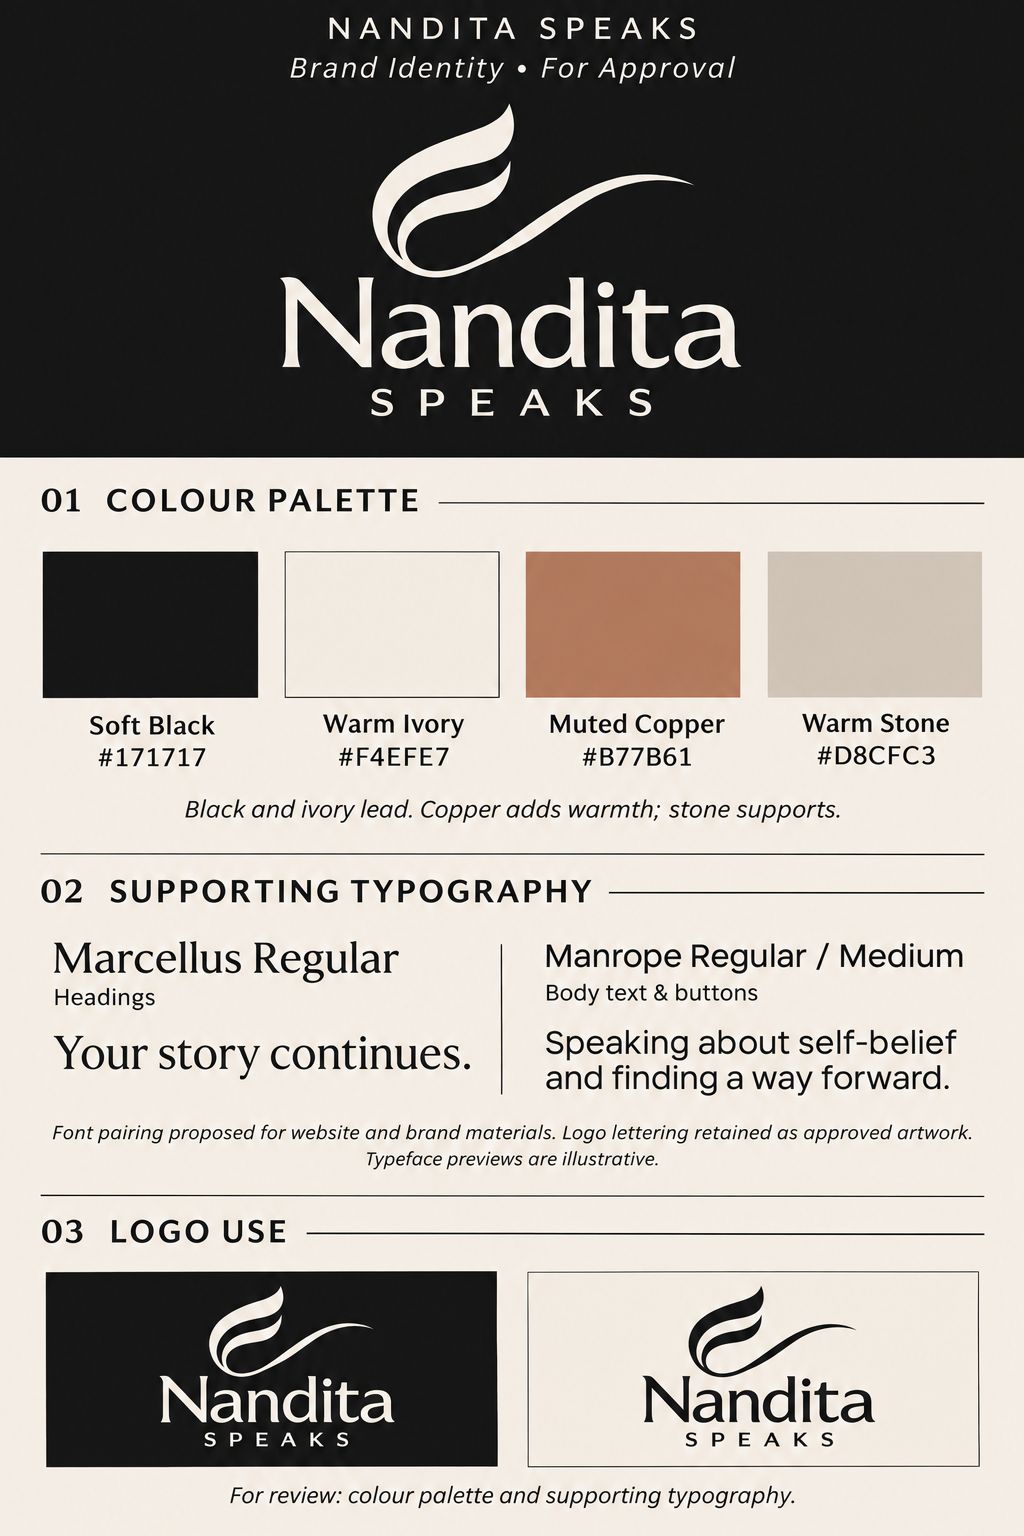 NANDITA SPEAKS
Brand Identity • For Approval
Nandita
SPEAKS
01 COLOUR PALETTE
Soft Black
#171717
Warm Ivory
#F4EFE7
Muted Copper
#B77B61
Warm Stone
#D8CFC3
Black and ivory lead. Copper adds warmth; stone supports.
02 SUPPORTING TYPOGRAPHY
Marcellus Regular
Headings
Your story continues.
Manrope Regular / Medium
Body text & buttons
Speaking about self-belief
and finding a way forward.
Font pairing proposed for website and brand materials. Logo lettering retained as approved artwork.
Typeface previews are illustrative.
03 LOGO USE
Nandita
SPEAKS
Nandita
SPEAKS
For review: colour palette and supporting typography.